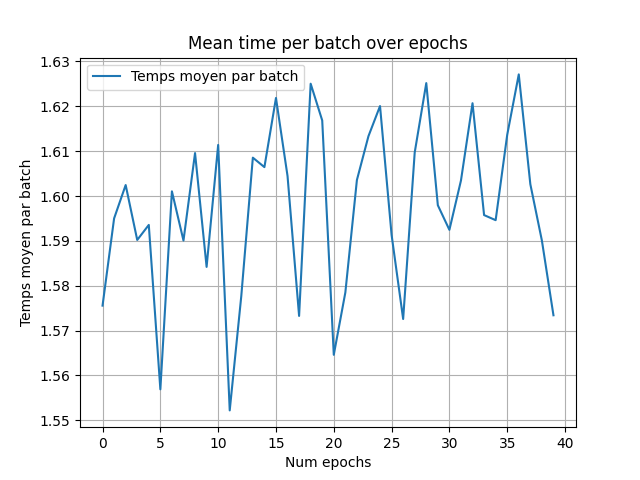 Mean time per batch over epochs
Temps moyen par batch
Temps moyen par batch
1.63
1.62
1.61
1.60
1.59
1.58
1.57
1.56
1.55
0 5 10 15 20 25 30 35 40
Num epochs